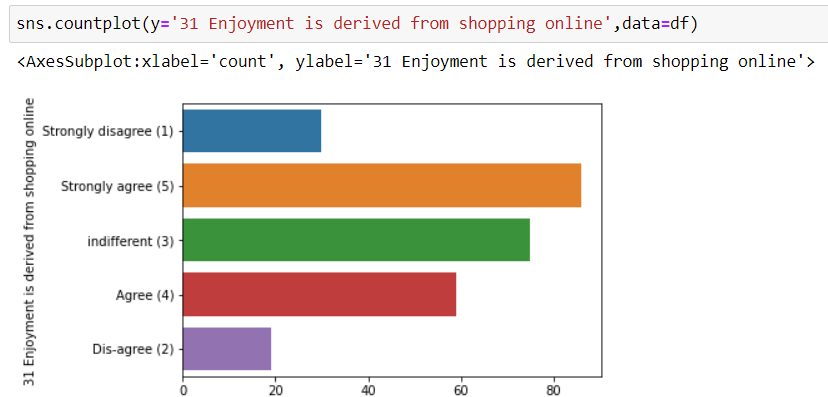 sns.countplot(y='31 Enjoyment is derived from shopping online',data=df)
<AxesSubplot:xlabel='count', ylabel='31 Enjoyment is derived from shopping online'>
31 Enjoyment is derived from shopping online
Strongly disagree (1)
Strongly agree (5)
indifferent (3)
Agree (4)
Dis-agree (2)
0 20 40 60 80